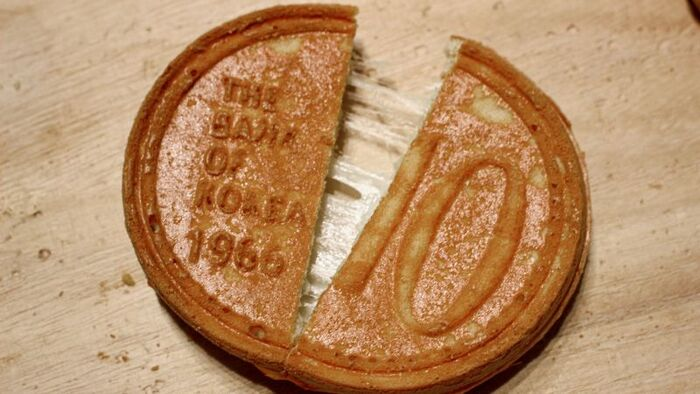 THE
BANK
OF
KOREA
1966
10